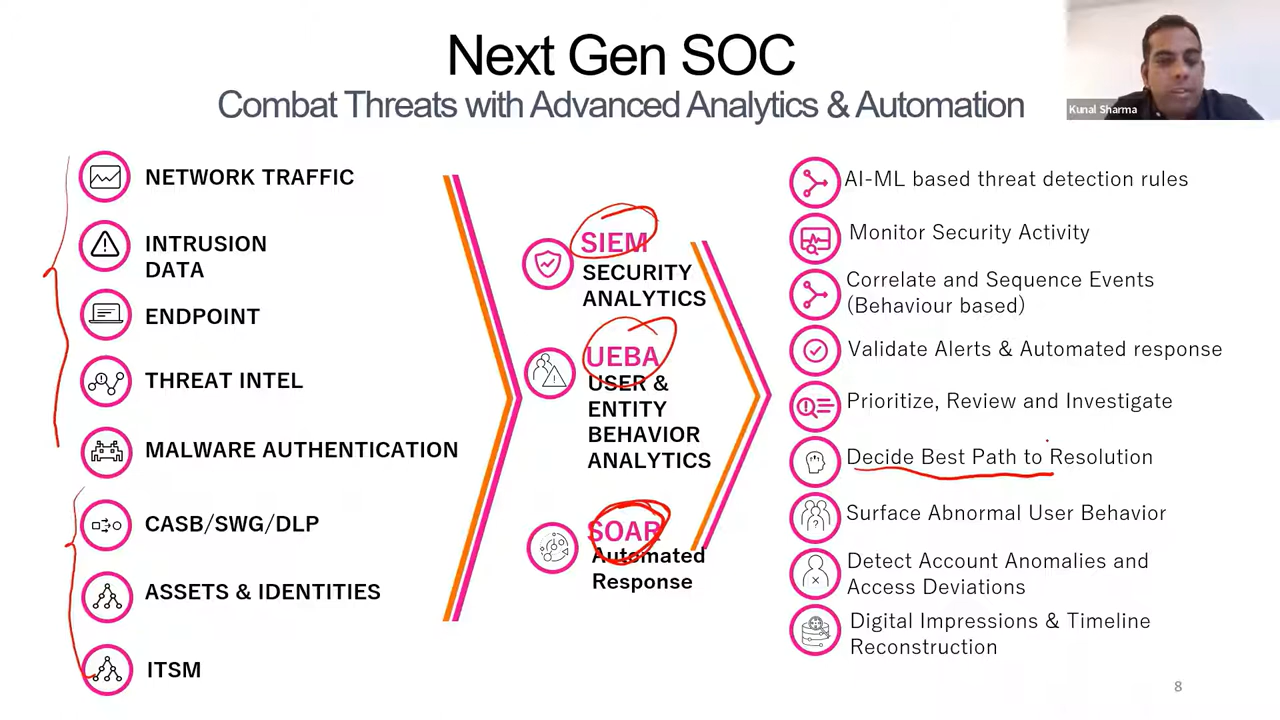 Next Gen SOC
Combat Threats with Advanced Analytics & Automation
Kunal Sharma
NETWORK TRAFFIC
INTRUSION
DATA
ENDPOINT
THREAT INTEL
MALWARE AUTHENTICATION
CASB/SWG/DLP
ASSETS & IDENTITIES
ITSM
SIEM
SECURITY
ANALYTICS
UEBA
USER &
ENTITY
BEHAVIOR
ANALYTICS
SOAR
Automated
Response
AI-ML based threat detection rules
Monitor Security Activity
Correlate and Sequence Events
(Behaviour based)
Validate Alerts & Automated response
Prioritize, Review and Investigate
Decide Best Path to Resolution
Surface Abnormal User Behavior
Detect Account Anomalies and
Access Deviations
Digital Impressions & Timeline
Reconstruction
8